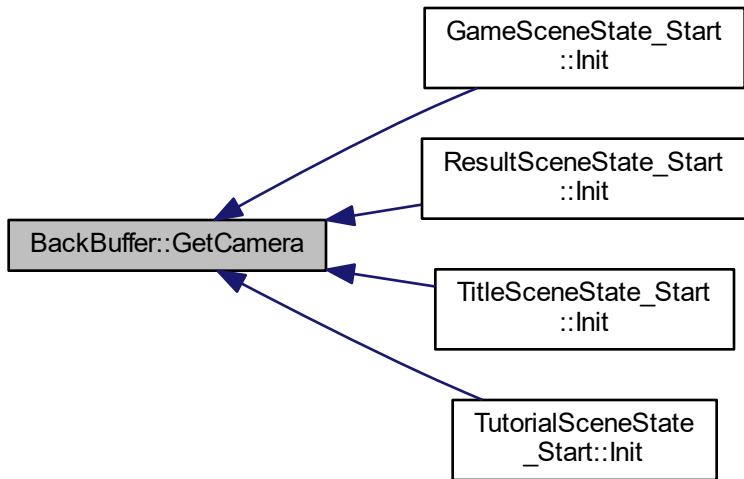 GameSceneState_Start
::Init
ResultSceneState_Start
::Init
BackBuffer::GetCamera
TitleSceneState_Start
::Init
TutorialSceneState
_Start::Init